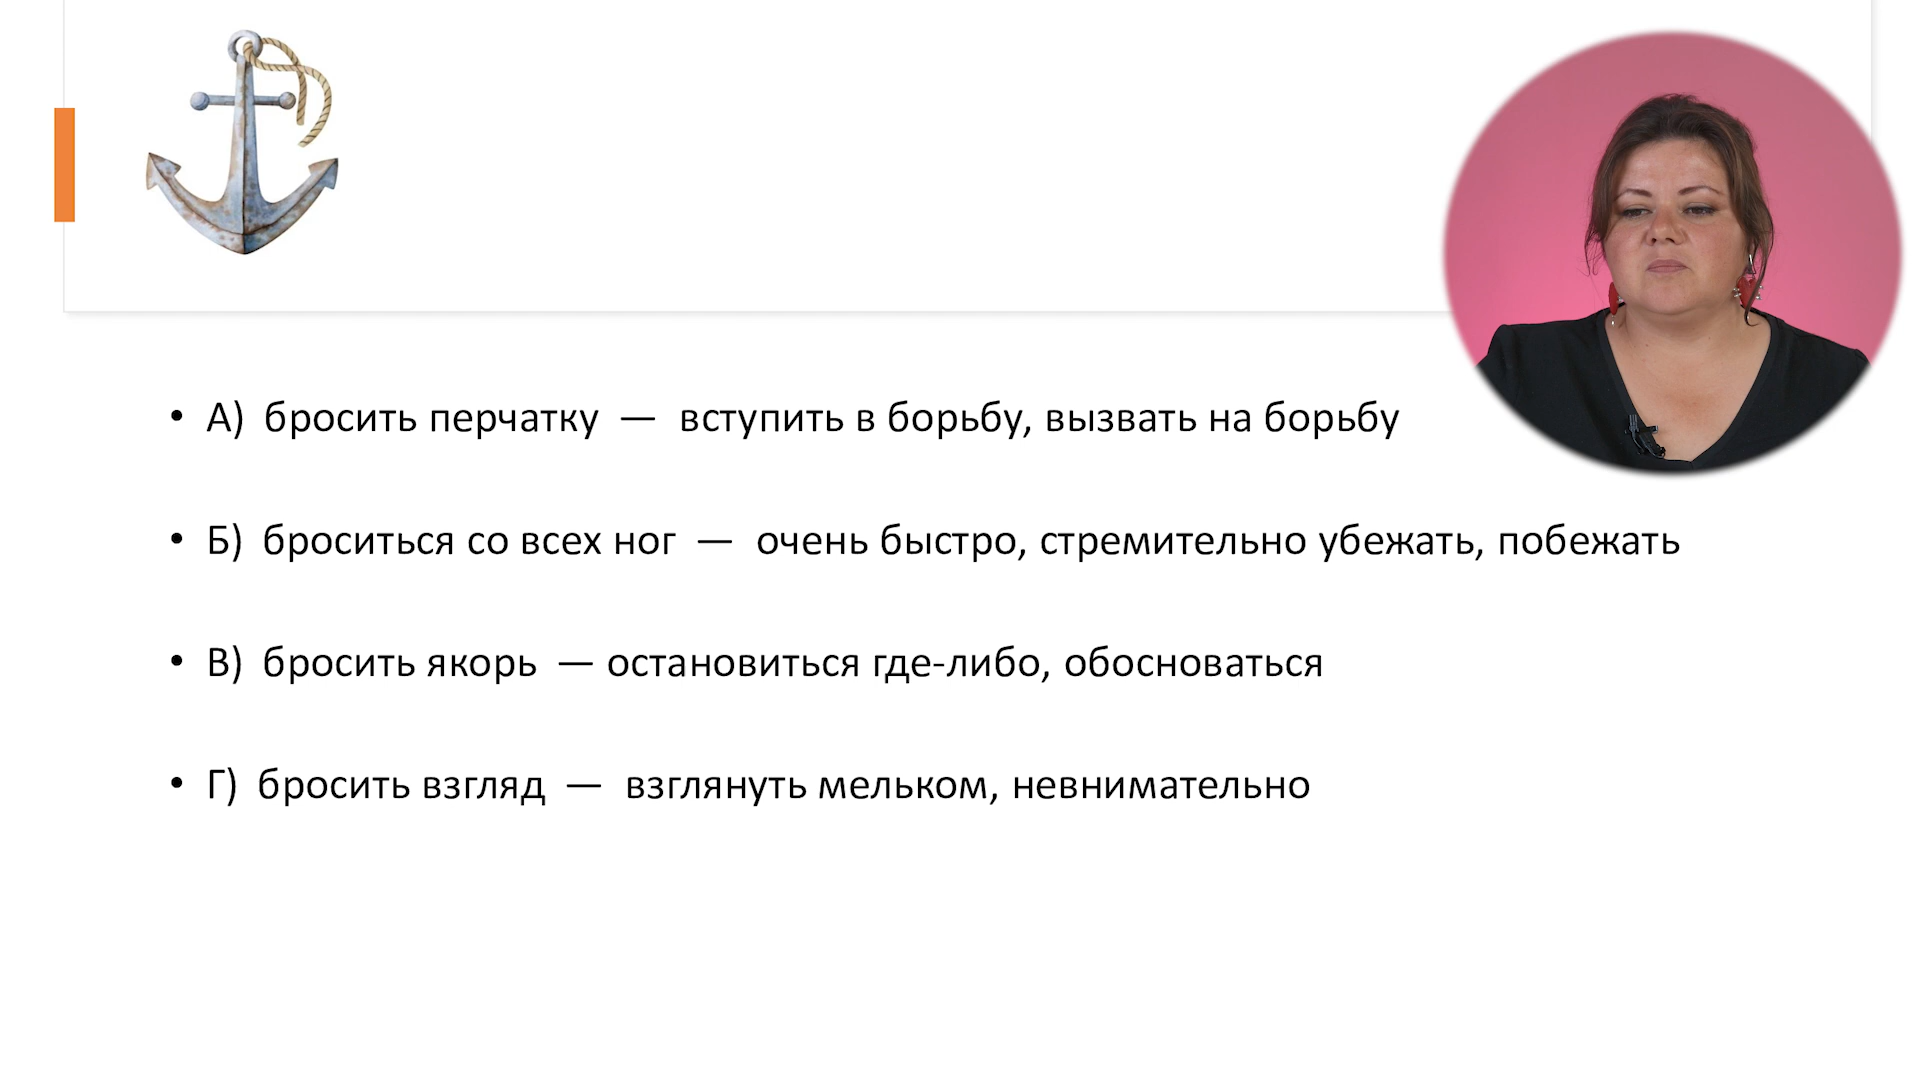 • А) бросить перчатку — вступить в борьбу, вызвать на борьбу
• Б) броситься со всех ног — очень быстро, стремительно убежать, побежать
• В) бросить якорь — остановиться где-либо, обосноваться
• Г) бросить взгляд — взглянуть мельком, невнимательно